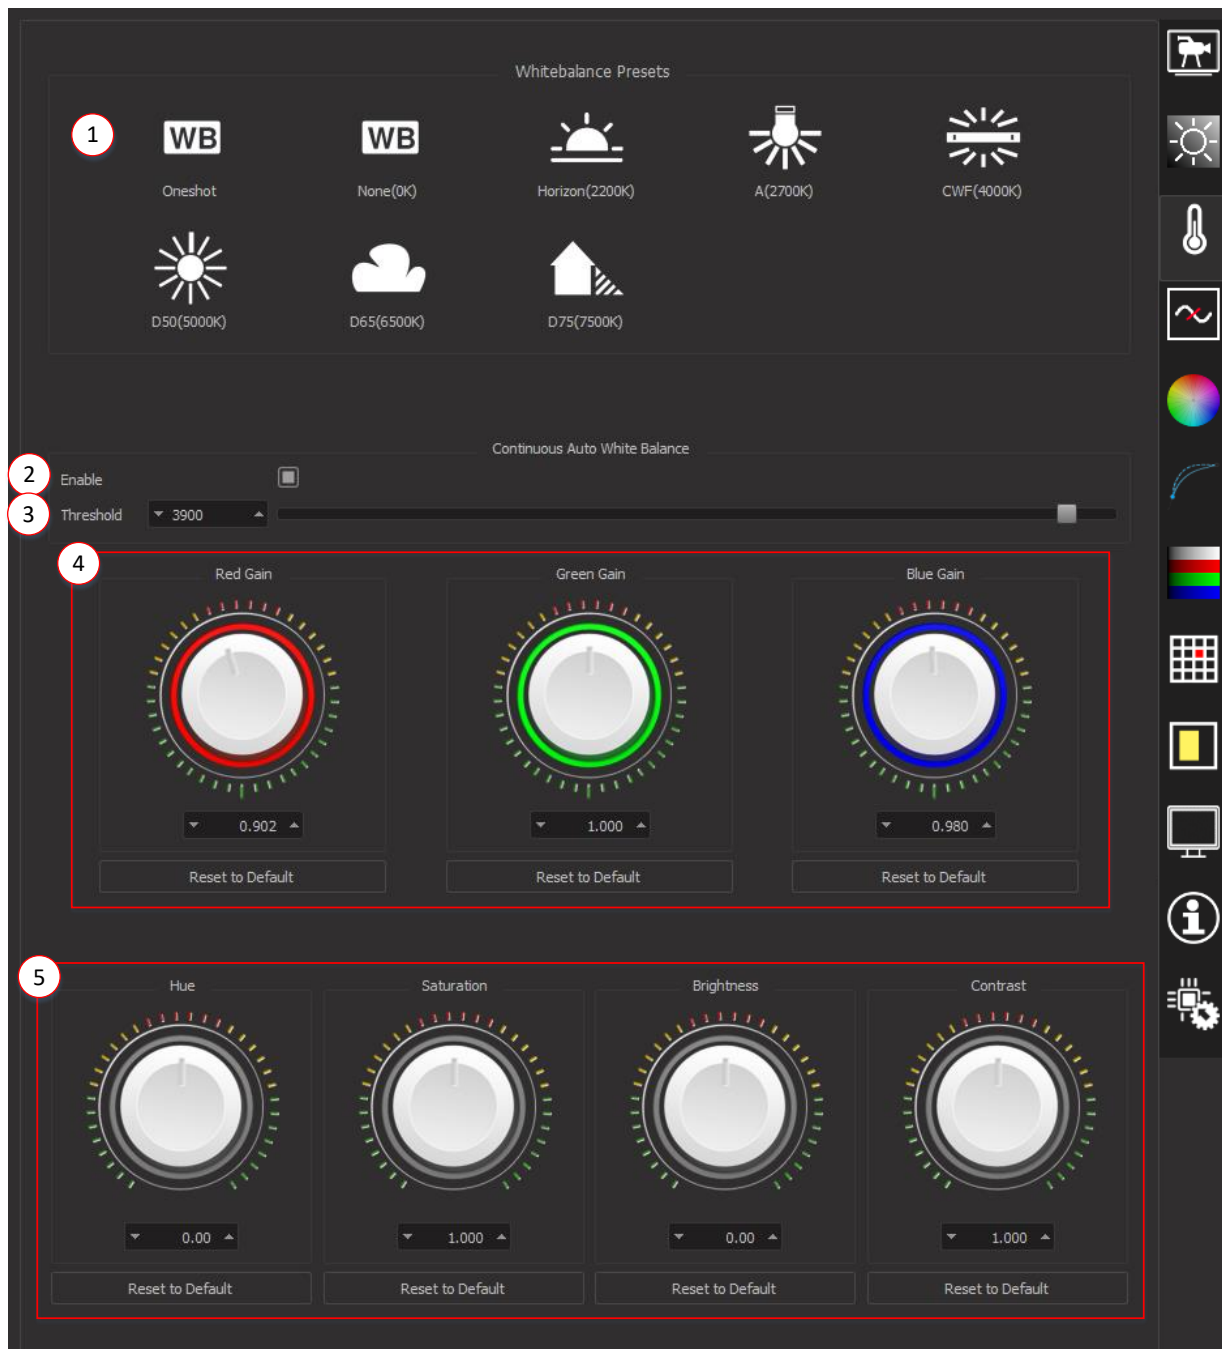 Whitebalance Presets
1
WB WB
Oneshot None(0K) Horizon(2200K) A(2700K) CWF(4000K)
D50(5000K) D65(6500K) D75(7500K)
Continuous Auto White Balance
2 Enable
3 Threshold 3900
4
Red Gain Green Gain Blue Gain
0.902 1.000 0.980
Reset to Default Reset to Default Reset to Default
5
Hue Saturation Brightness Contrast
0.00 1.000 0.00 1.000
Reset to Default Reset to Default Reset to Default Reset to Default